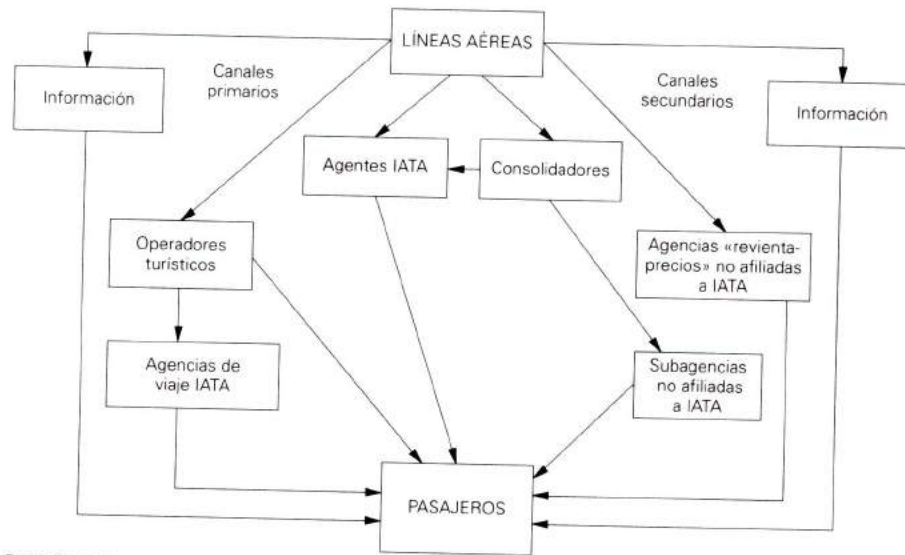 LÍNEAS AÉREAS
Canales
primarios
Canales
secundarios
Información
Información
Agentes IATA
Consolidadores
Operadores
turísticos
Agencias «revienta-
precios» no afiliadas
a IATA
Agencias de
viaje IATA
Subagencias
no afiliadas
a IATA
PASAJEROS